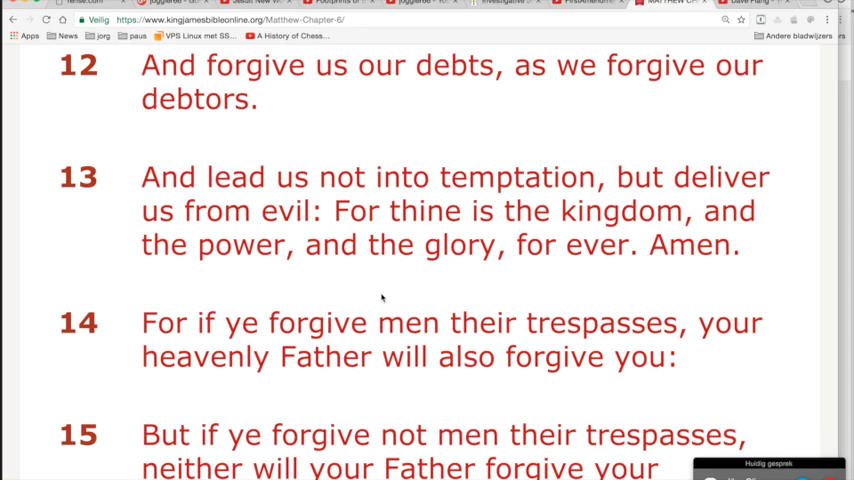 rense.com
Veilig https://www.kingjamesbibleonline.org/Matthew-Chapter-6/
Apps News jorg paus VPS Linux met SS... A History of Chess... Andere bladwijzers
12 And forgive us our debts, as we forgive our
debtors.
13 And lead us not into temptation, but deliver
us from evil: For thine is the kingdom, and
the power, and the glory, for ever. Amen.
14 For if ye forgive men their trespasses, your
heavenly Father will also forgive you:
15 But if ye forgive not men their trespasses,
neither will your Father forgive your
Huidig gesprek